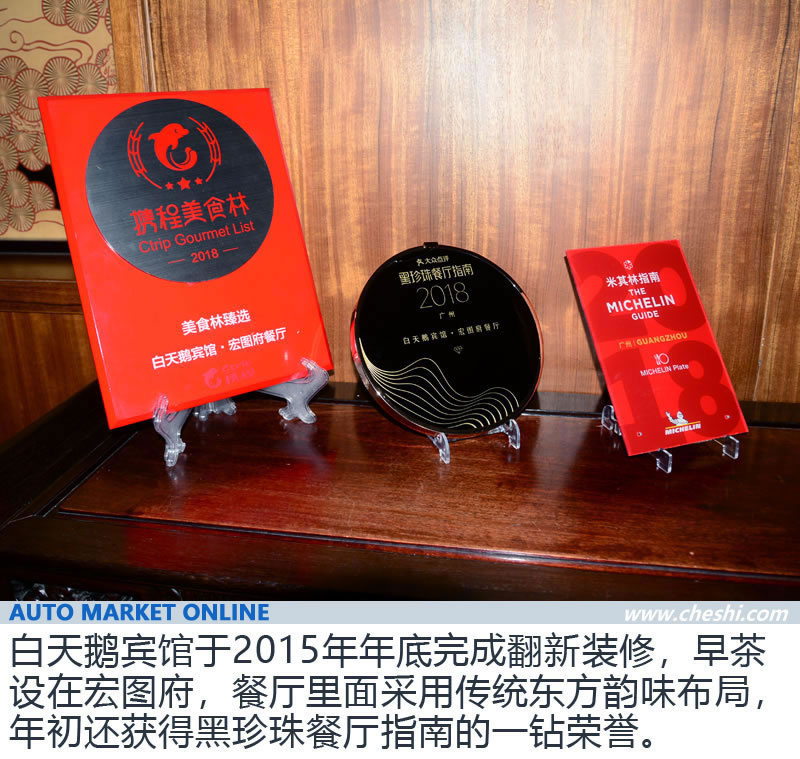 携程美食林
Ctrip Gourmet List
2018
美食林臻选
白天鹅宾馆·宏图府餐厅
大众点评
黑珍珠餐厅指南
2018
广州
白天鹅宾馆·宏图府餐厅
米其林指南
THE
MICHELIN
GUIDE
广州 GUANGZHOU
MICHELIN Plate
2018
MICHELIN
AUTO MARKET ONLINE
www.cheshi.com
白天鹅宾馆于2015年年底完成翻新装修，早茶
设在宏图府，餐厅里面采用传统东方韵味布局，
年初还获得黑珍珠餐厅指南的一钻荣誉。